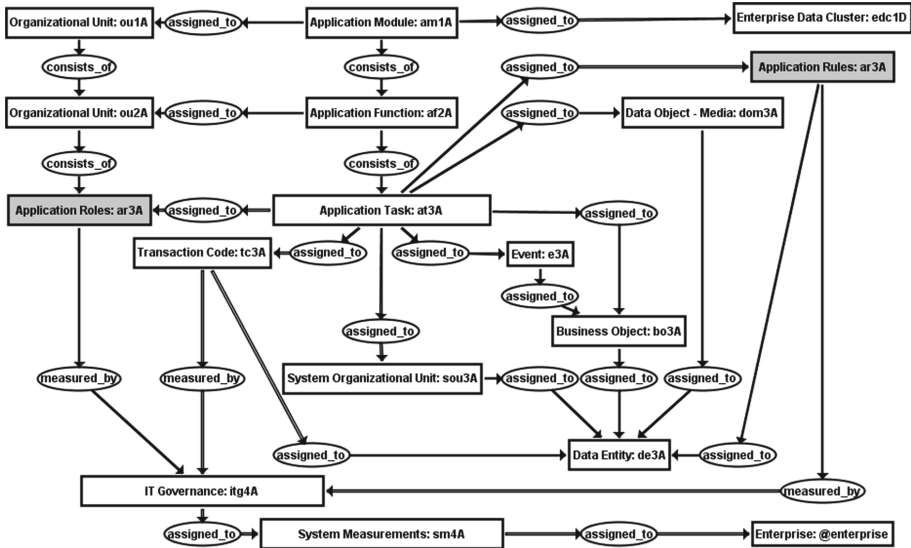 Organizational Unit: ou1A
assigned_to
Application Module: am1A
assigned_to
Enterprise Data Cluster: edc1D
consists_of
consists_of
assigned_to
Application Rules: ar3A
Organizational Unit: ou2A
assigned_to
Application Function: af2A
assigned_to
Data Object - Media: dom3A
consists_of
consists_of
Application Roles: ar3A
assigned_to
Application Task: at3A
assigned_to
Transaction Code: tc3A
assigned_to
assigned_to
Event: e3A
assigned_to
assigned_to
Business Object: bo3A
measured_by
measured_by
System Organizational Unit: sou3A
assigned_to
assigned_to
assigned_to
assigned_to
Data Entity: de3A
assigned_to
IT Governance: itg4A
measured_by
assigned_to
System Measurements: sm4A
assigned_to
Enterprise: @enterprise